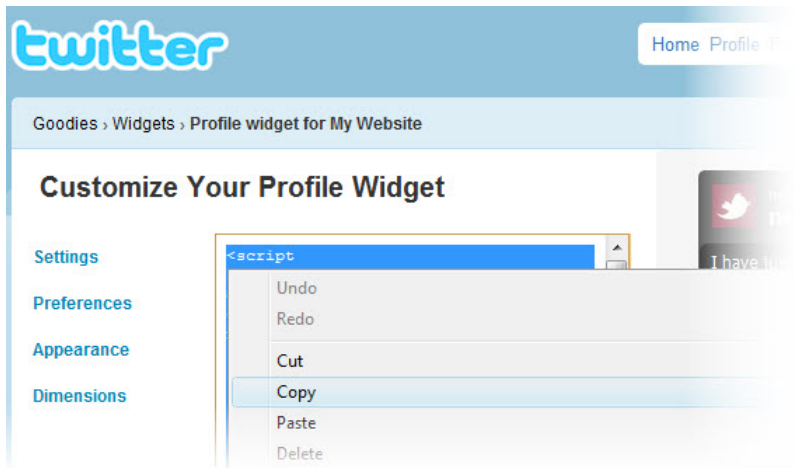 twitter
Home Profile
Goodies › Widgets › Profile widget for My Website
Customize Your Profile Widget
Settings
Preferences
Appearance
Dimensions
<script
Undo
Redo
Cut
Copy
Paste
Delete
I have